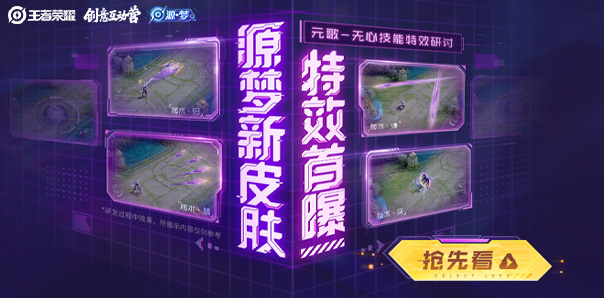 王者荣耀 创意互动营 源·梦
元歌—无心技能特效研讨
源梦新皮肤
特效首曝
*研发过程中效果，所展示内容仅供参考
抢先看